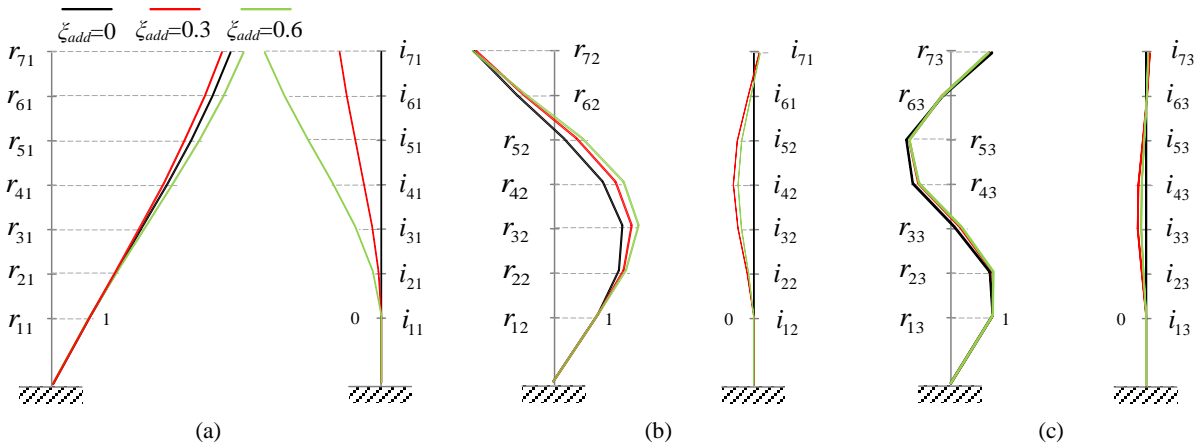 ξadd=0 ξadd=0.3 ξadd=0.6
r71 i71 r72 i71 r73 i73
r61 i61 r62 i61 r63 i63
r51 i51 r52 i52 r53 i53
r41 i41 r42 i42 r43 i43
r31 i31 r32 i32 r33 i33
r21 i21 r22 i22 r23 i23
r11 1 0 i11 r12 1 0 i12 r13 1 0 i13
(a) (b) (c)